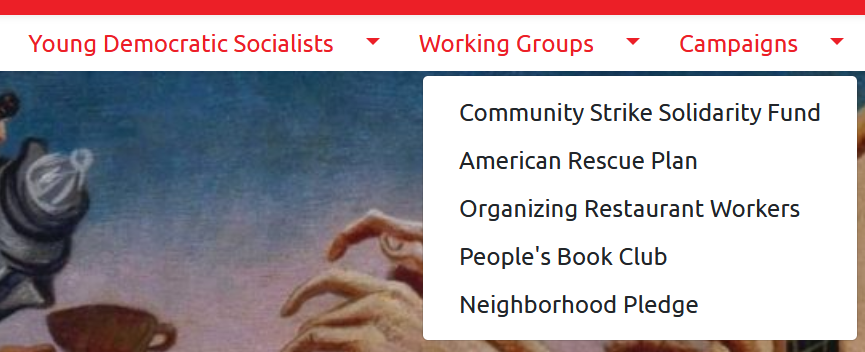 Young Democratic Socialists Working Groups Campaigns
Community Strike Solidarity Fund
American Rescue Plan
Organizing Restaurant Workers
People's Book Club
Neighborhood Pledge